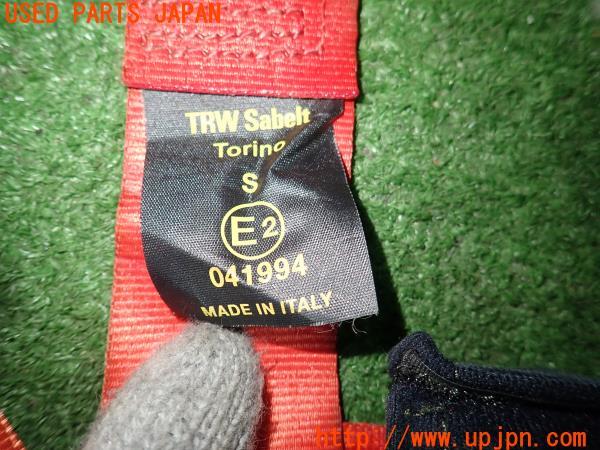 USED PARTS JAPAN
TRW Sabelt
Torino
S
E2
041994
MADE IN ITALY
http://www.upjpn.com/